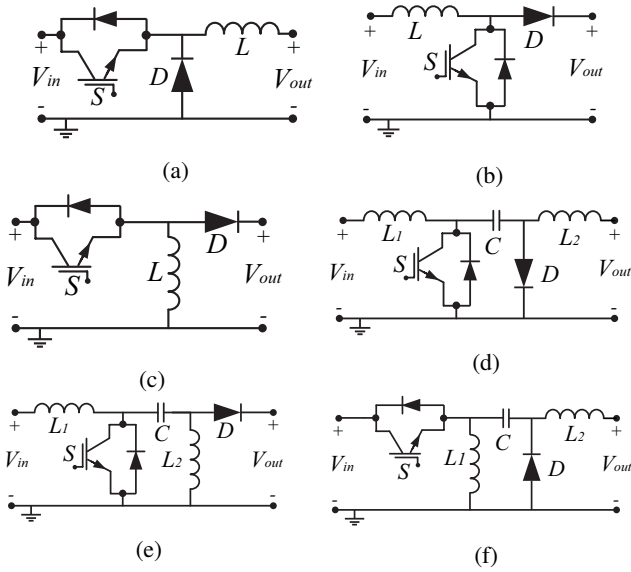 + L +
V_in S D V_out
- -
(a)
+ L D +
V_in S V_out
- -
(b)
+ D +
V_in S L V_out
- -
(c)
+ L_1 C L_2 +
V_in S D V_out
- -
(d)
+ L_1 C D +
V_in S L_2 V_out
- -
(e)
+ C L_2 +
V_in S L_1 D V_out
- -
(f)